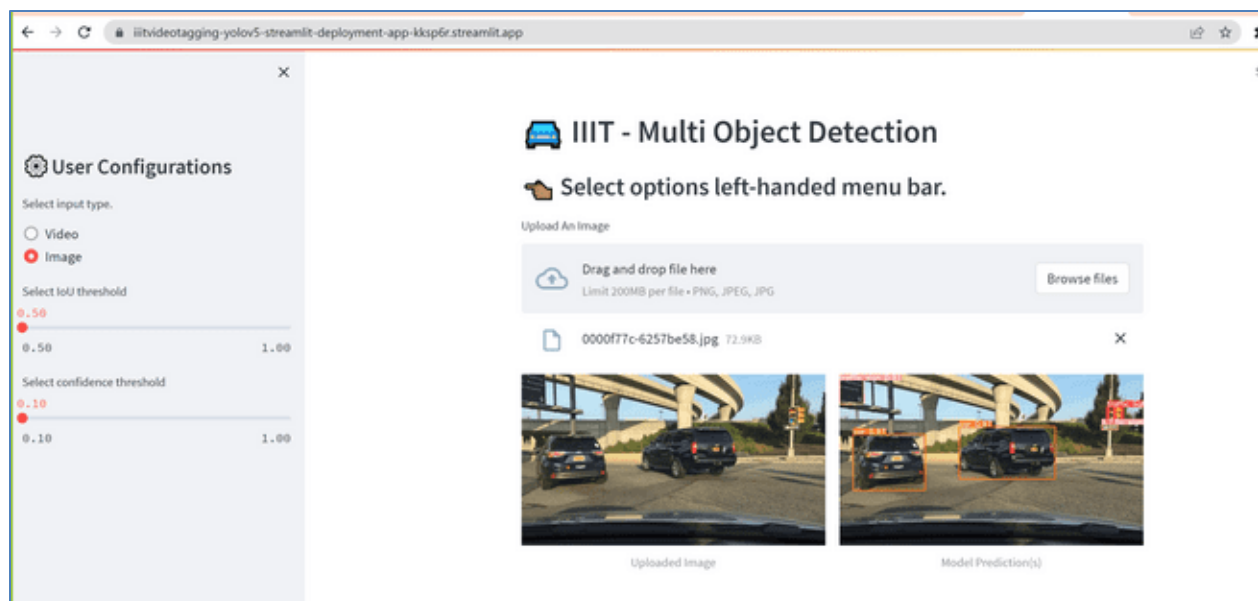 iiitvideotagging-yolov5-streamlit-deployment-app-kksp6r.streamlit.app
User Configurations
Select input type.
Video
Image
Select IoU threshold
0.50
0.50 1.00
Select confidence threshold
0.10
0.10 1.00
IIIT - Multi Object Detection
Select options left-handed menu bar.
Upload An Image
Drag and drop file here
Limit 200MB per file • PNG, JPEG, JPG
Browse files
0000f77c-6257be58.jpg 72.9KB
Uploaded Image
Model Prediction(s)